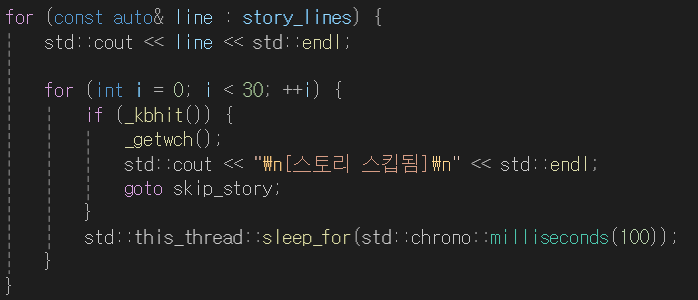 for (const auto& line : story_lines) {
    std::cout << line << std::endl;

    for (int i = 0; i < 30; ++i) {
        if (_kbhit()) {
            _getwch();
            std::cout << "₩n[스토리 스킵됨]₩n" << std::endl;
            goto skip_story;
        }
        std::this_thread::sleep_for(std::chrono::milliseconds(100));
    }
}